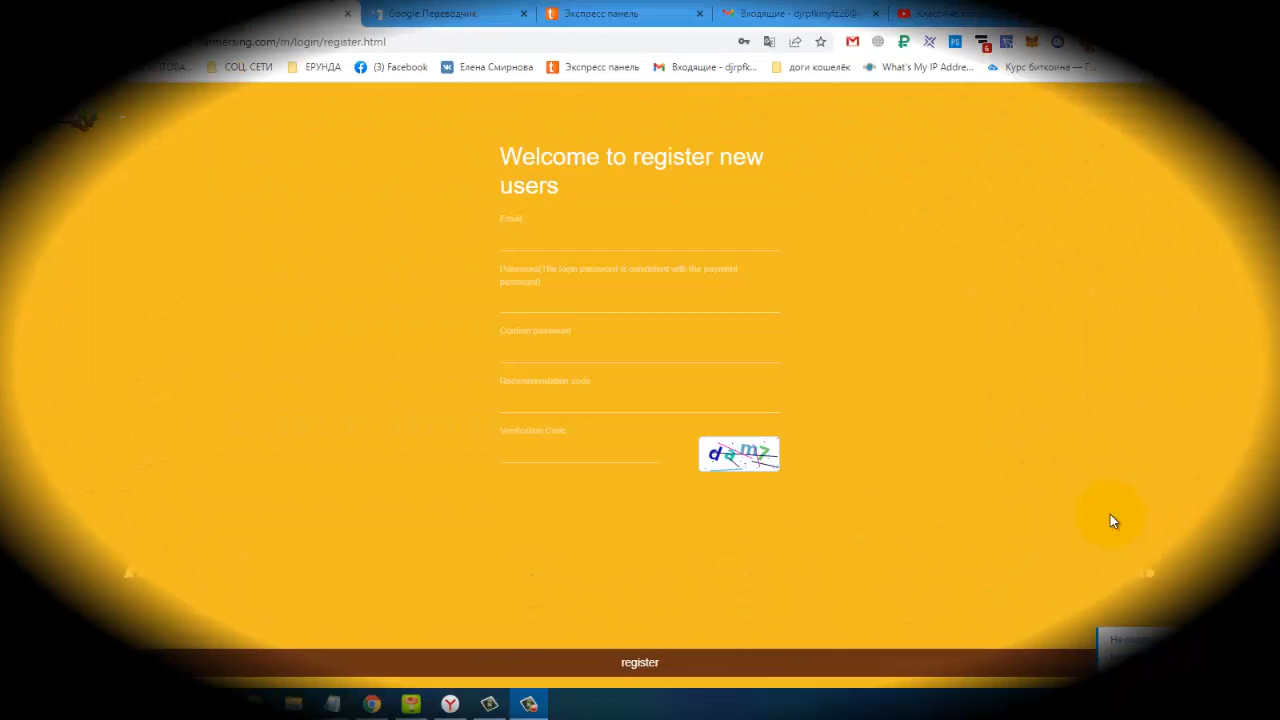 Google Переводчик
Экспресс панель
Входящие - djrpfkmyfz28@
armersing.com/m/login/register.html
СОЦ. СЕТИ
ЕРУНДА
(3) Facebook
Елена Смирнова
Экспресс панель
Входящие - djrpfk...
доги кошелёк
What's My IP Addre...
Курс биткоина —
Welcome to register new
users
Email
Password(The login password is consistent with the payment
password)
Confirm password
Recommendation code
Verification Code
register